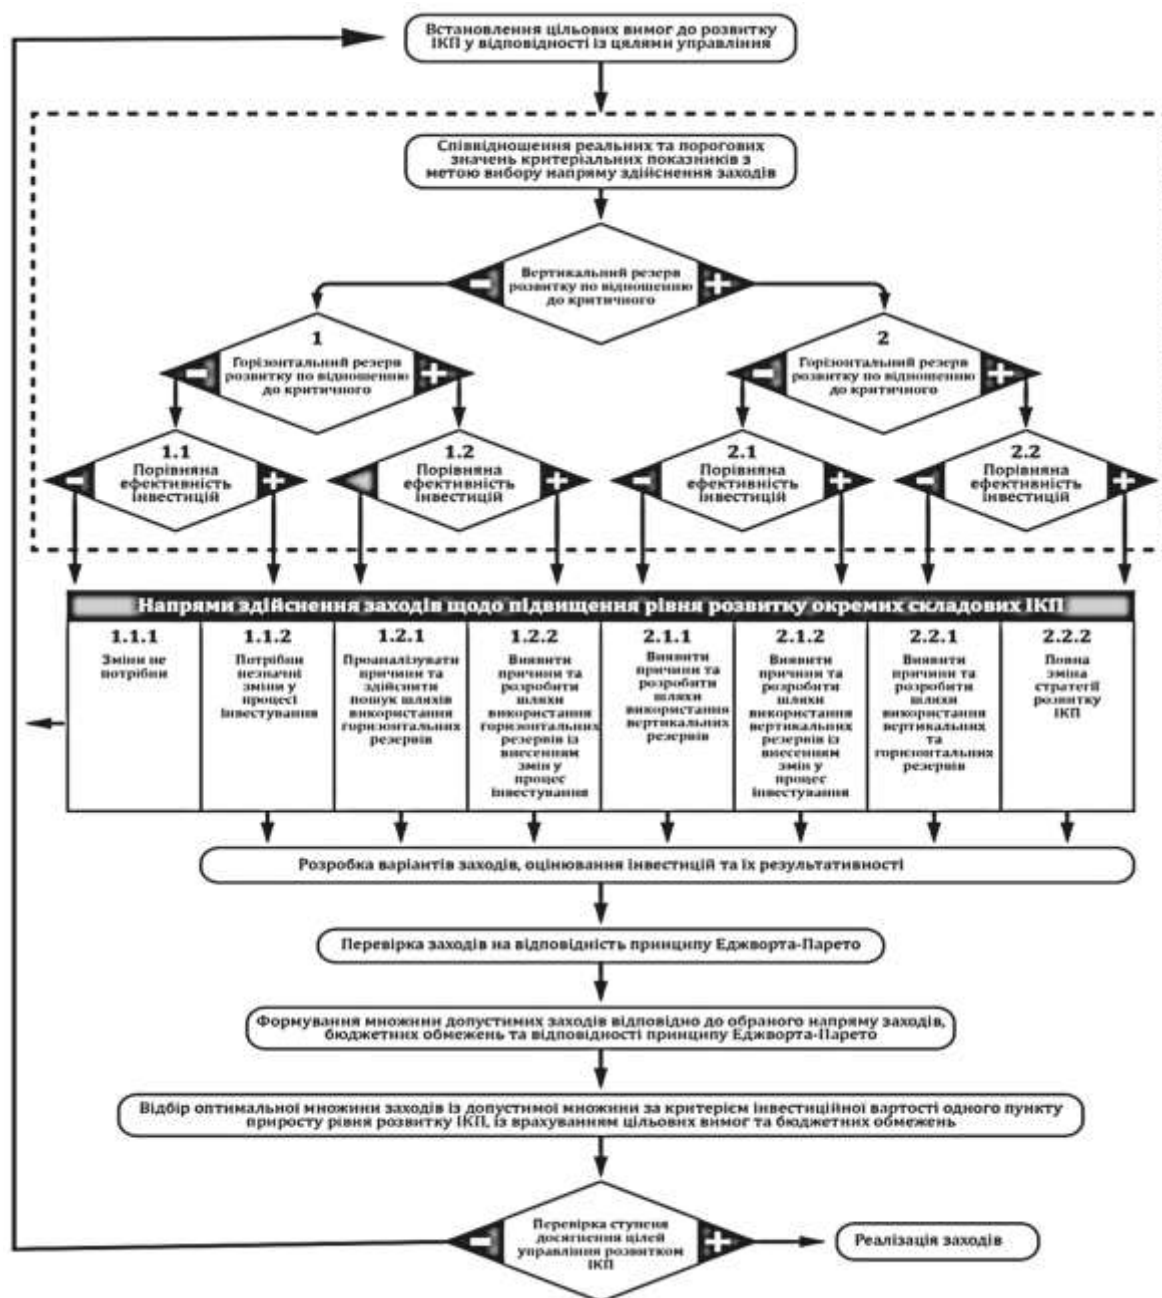 Встановлення цільових вимог до розвитку
ІКП у відповідності із цялями управління
Співвідношення реальних та порогових
значень критеріальних показників з
метою вибору напряму здійснення заходів
Вертикальний резерв
розвитку по відношенню
до критичного
1
Горізонтальний резерв
розвитку по відношенню
до критичного
2
Горізонтальний резерв
розвитку по відношенню
до критичного
1.1
Порівняна
ефективність
інвестицій
1.2
Порівняна
ефективність
інвестицій
2.1
Порівняна
ефективність
інвестицій
2.2
Порівняна
ефективність
інвестицій
Напрями здійснення заходів щодо підвищення рівня розвитку окремих складових ІКП
1.1.1
Зміни не
потрібни
1.1.2
Потрібни
незначні
зміни у
процесі
інвестування
1.2.1
Проаналізувати
причини та
здійснити
пошук шляхів
використання
горизонтальних
резервів
1.2.2
Виявити
причини та
розробити
шляхи
використання
горизонтальних
резервів із
внесенням
змін у
процес
інвестування
2.1.1
Виявити
причини та
розробити
шляхи
використання
вертикальних
резервів
2.1.2
Виявити
причини та
розробити
шляхи
використання
вертикальних
резервів із
внесенням
змін у
процес
інвестування
2.2.1
Виявити
причини та
розробити
шляхи
використання
вертикальних
та
горизонтальних
резервів
2.2.2
Повна
зміна
стратегії
розвитку
ІКП
Розробка варіантів заходів, оцінювання інвестицій та їх результативності
Перевірка заходів на відповідність принципу Еджворта-Парето
Формування множини допустимих заходів відповідно до обраного напряму заходів,
бюджетних обмежень та відповідності принципу Еджворта-Парето
Відбір оптимальної множини заходів із допустимої множини за критерієм інвестиційної вартості одного пункту
приросту рівня розвитку ІКП, із врахуванням цільових вимог та бюджетних обмежень
Перевірка ступеня
досягнення цілей
управління розвитком
ІКП
Реалізація заходів